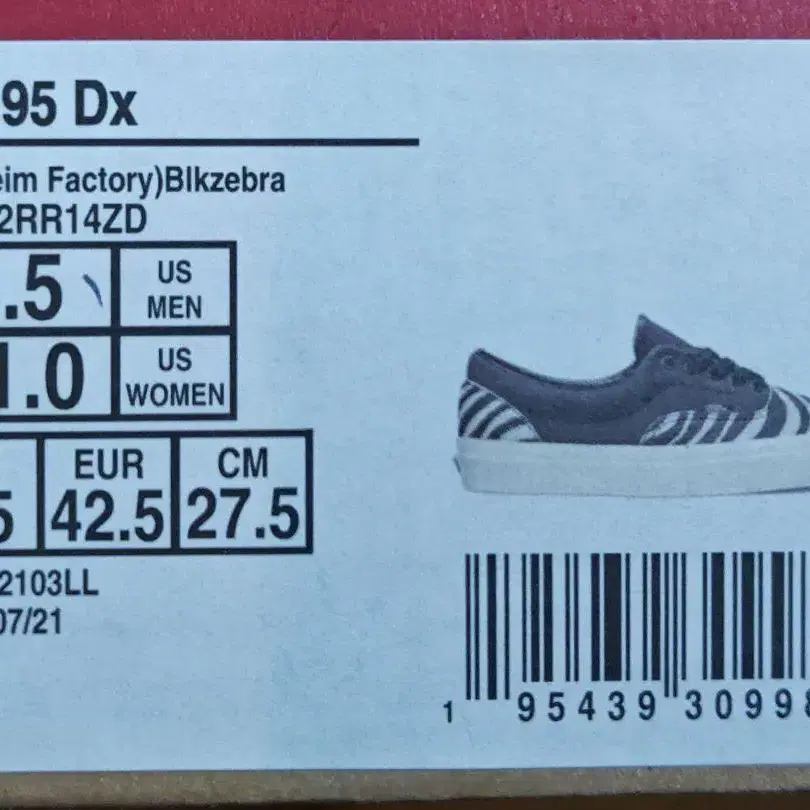 95 Dx
eim Factory)Blkzebra
2RR14ZD
.5 US MEN
1.0 US WOMEN
5 EUR 42.5 CM 27.5
2103LL
07/21
1 95439 3099